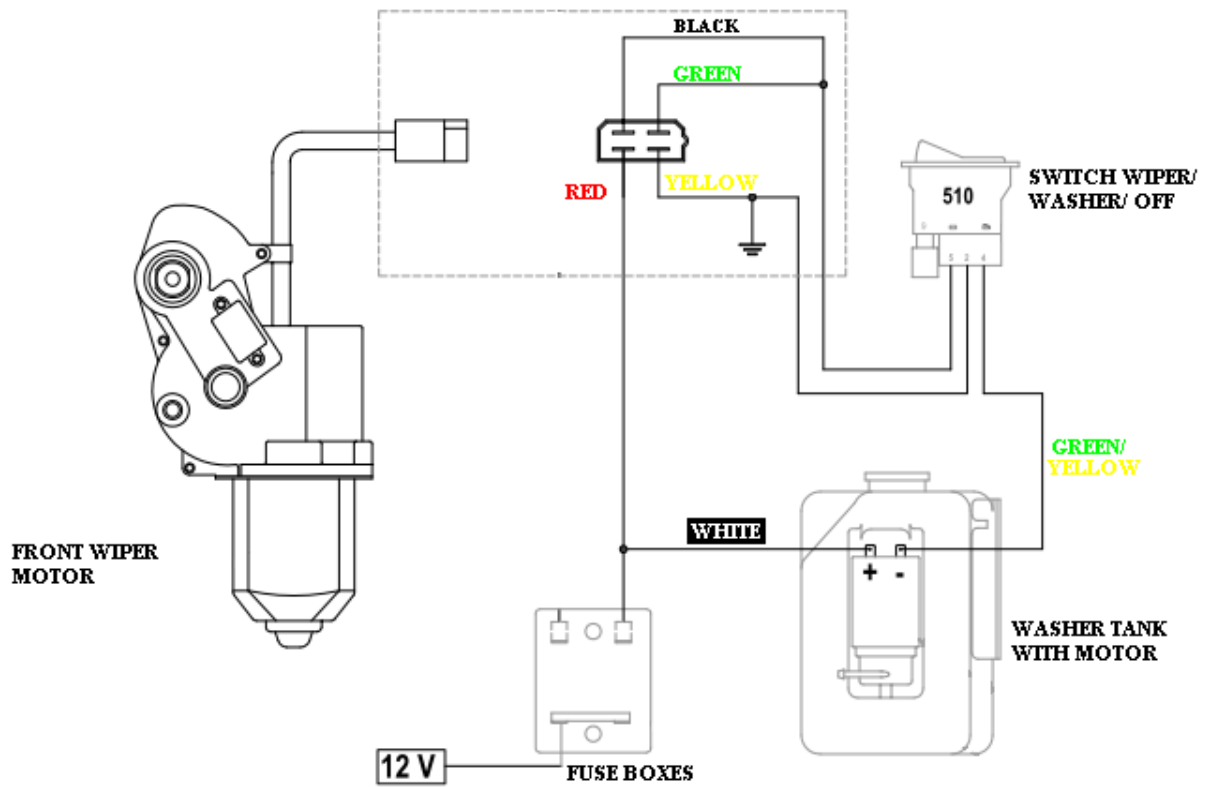 BLACK
GREEN
RED
YELLOW
510
SWITCH WIPER/
WASHER/ OFF
GREEN/
YELLOW
WHITE
+ -
FRONT WIPER
MOTOR
WASHER TANK
WITH MOTOR
12 V
FUSE BOXES